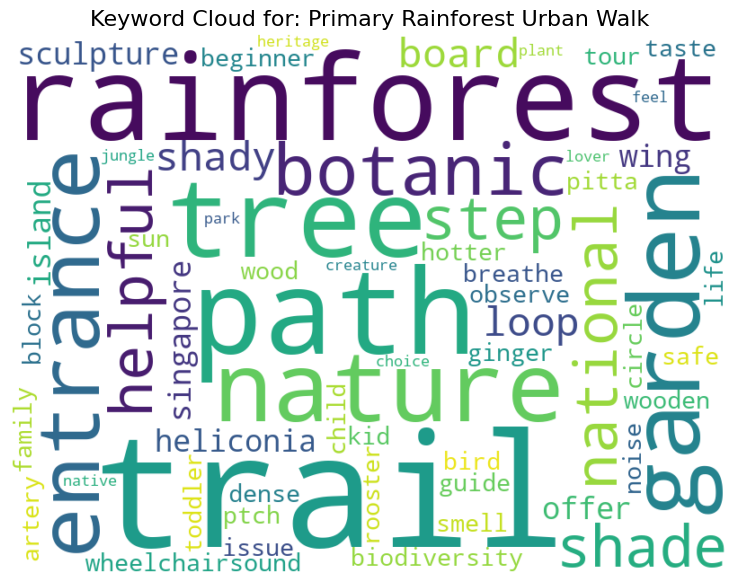 Keyword Cloud for: Primary Rainforest Urban Walk
heritage
sculpture
beginner
board
plant
tour
taste
rainforest
feel
jungle
shady
botanic
lover
wing
pitta
entrance
helpful
island
tree
park
step
national
garden
sun
hotter
wood
creature
breathe
observe
life
block
singapore
path
loop
circle
ginger
safe
choice
nature
wooden
family
child
kid
heliconia
noise
artery
native
trail
toddler
rooster
bird
dense
guide
ptch
smell
offer
issue
shade
wheelchair
sound
biodiversity